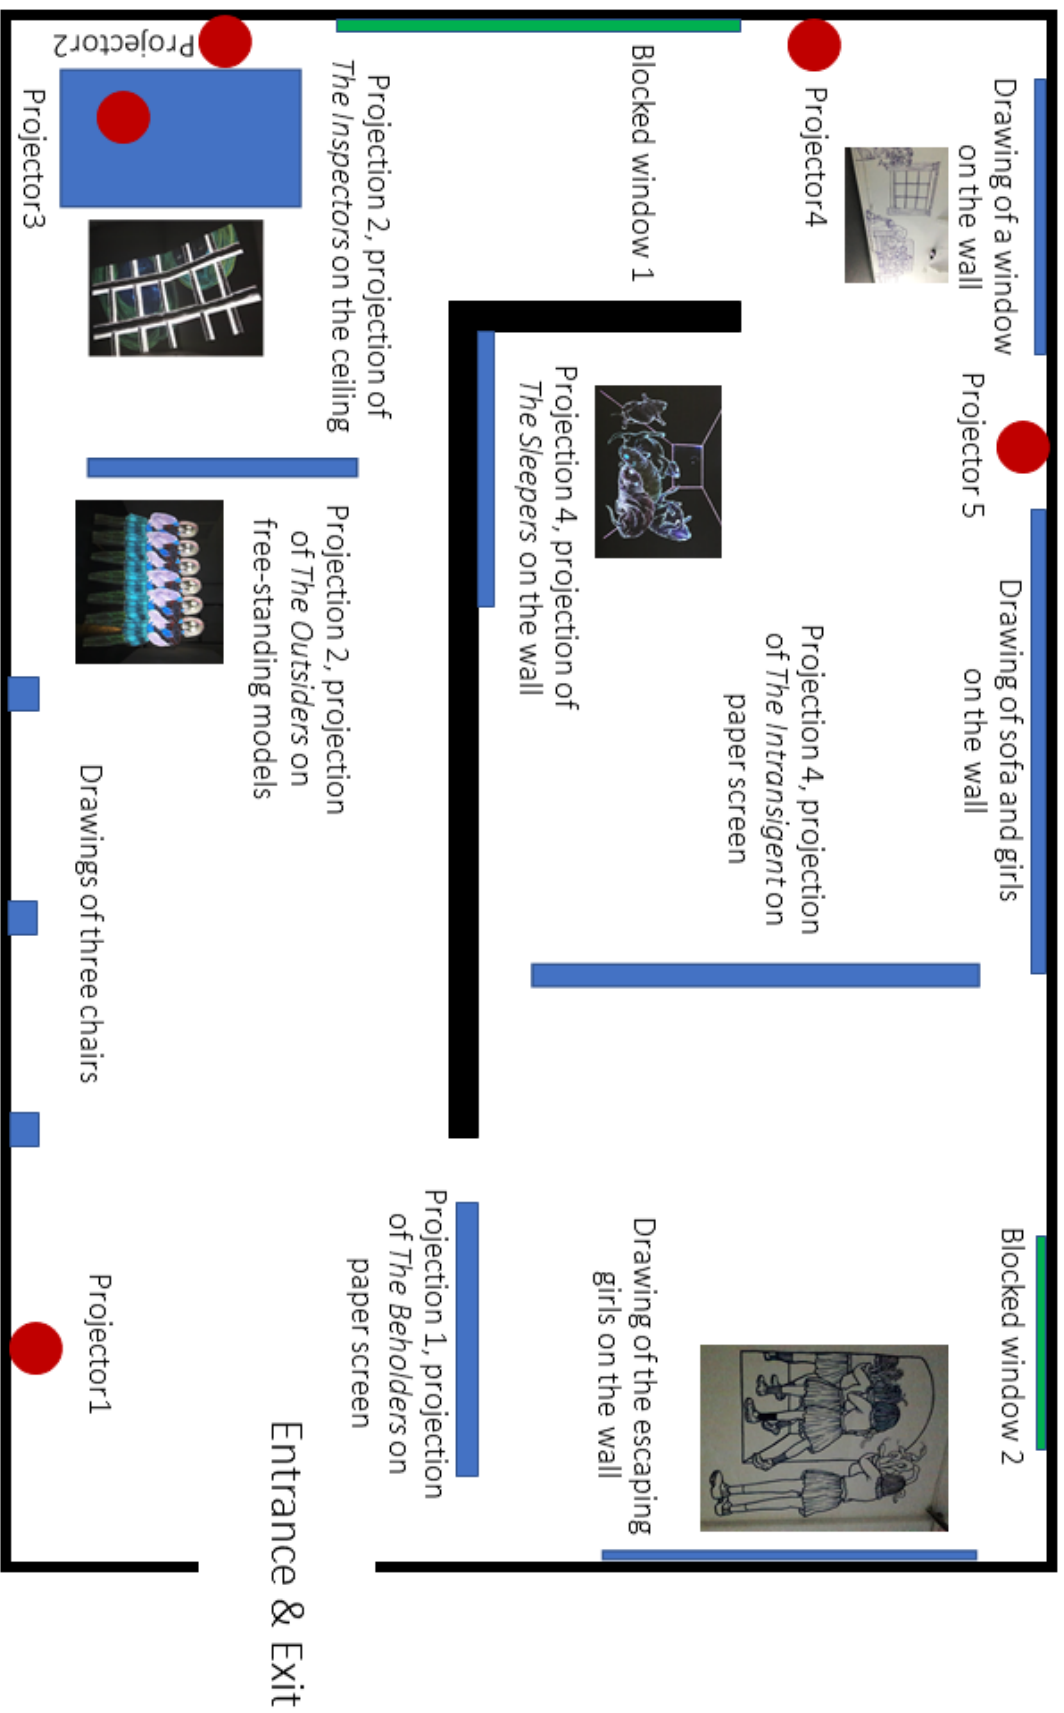 Drawing of a window
on the wall
Projector 5
Drawing of sofa and girls
on the wall
Blocked window 2
Projector4
Projection 4, projection
of The Intransigent on
paper screen
Drawing of the escaping
girls on the wall
Blocked window 1
Projection 4, projection of
The Sleepers on the wall
Projection 1, projection
of The Beholders on
paper screen
Projection 2, projection of
The Inspectors on the ceiling
Projection 2, projection
of The Outsiders on
free-standing models
Entrance & Exit
Projector2
Projector3
Drawings of three chairs
Projector1